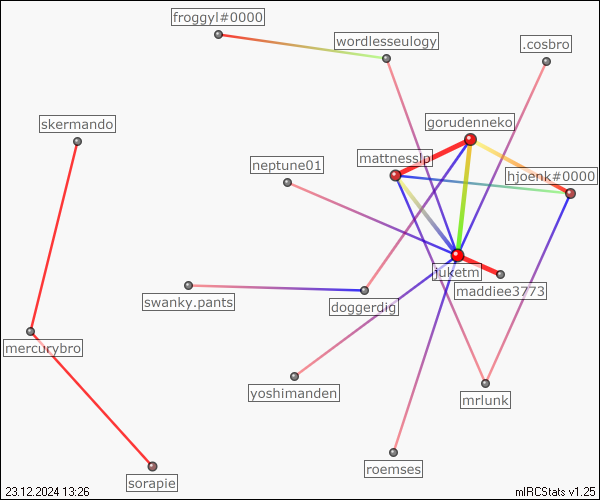 froggyl#0000
wordlesseulogy
.cosbro
gorudenneko
skermando
mattnesslp
neptune01
hjoenk#0000
juketm
maddiee3773
swanky.pants
doggerdig
mercurybro
yoshimanden
mrlunk
roemses
sorapie
23.12.2024 13:26
mIRCStats v1.25